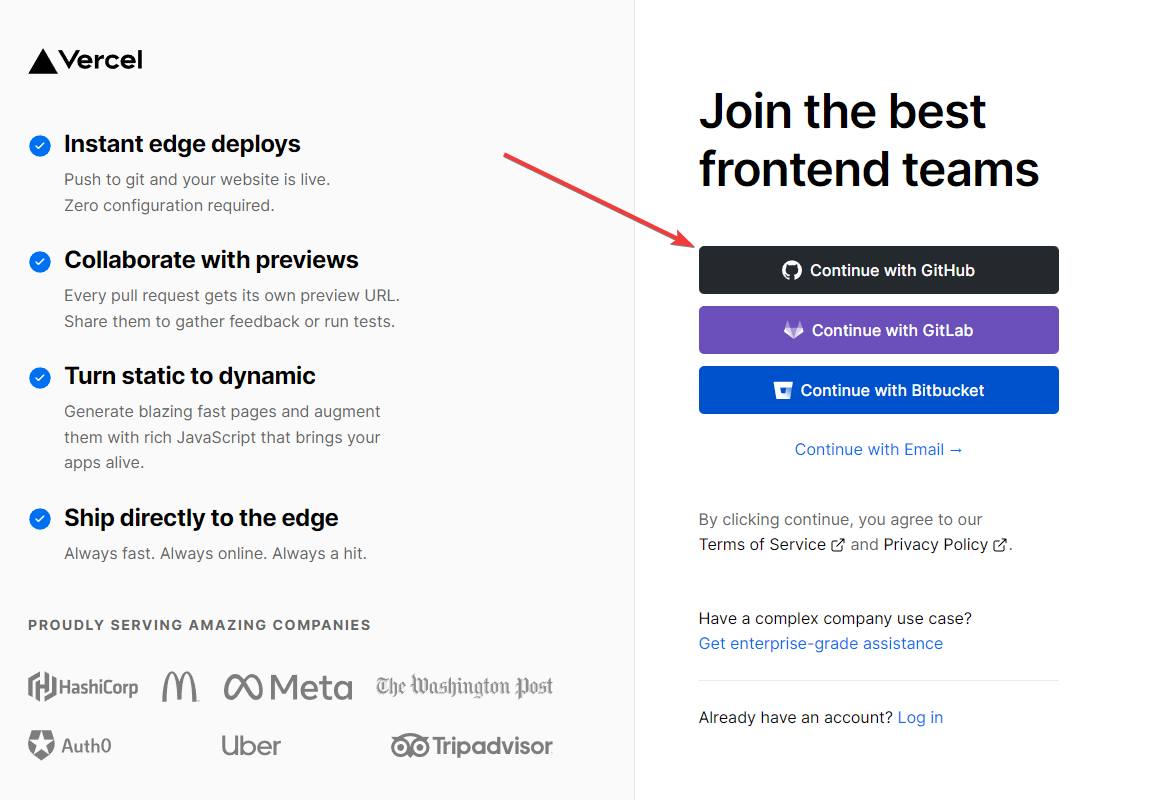 Vercel
Instant edge deploys
Push to git and your website is live.
Zero configuration required.
Collaborate with previews
Every pull request gets its own preview URL.
Share them to gather feedback or run tests.
Turn static to dynamic
Generate blazing fast pages and augment
them with rich JavaScript that brings your
apps alive.
Ship directly to the edge
Always fast. Always online. Always a hit.
PROUDLY SERVING AMAZING COMPANIES
HashiCorp
Meta
The Washington Post
Auth0
Uber
Tripadvisor
Join the best
frontend teams
Continue with GitHub
Continue with GitLab
Continue with Bitbucket
Continue with Email →
By clicking continue, you agree to our
Terms of Service and Privacy Policy.
Have a complex company use case?
Get enterprise-grade assistance
Already have an account? Log in